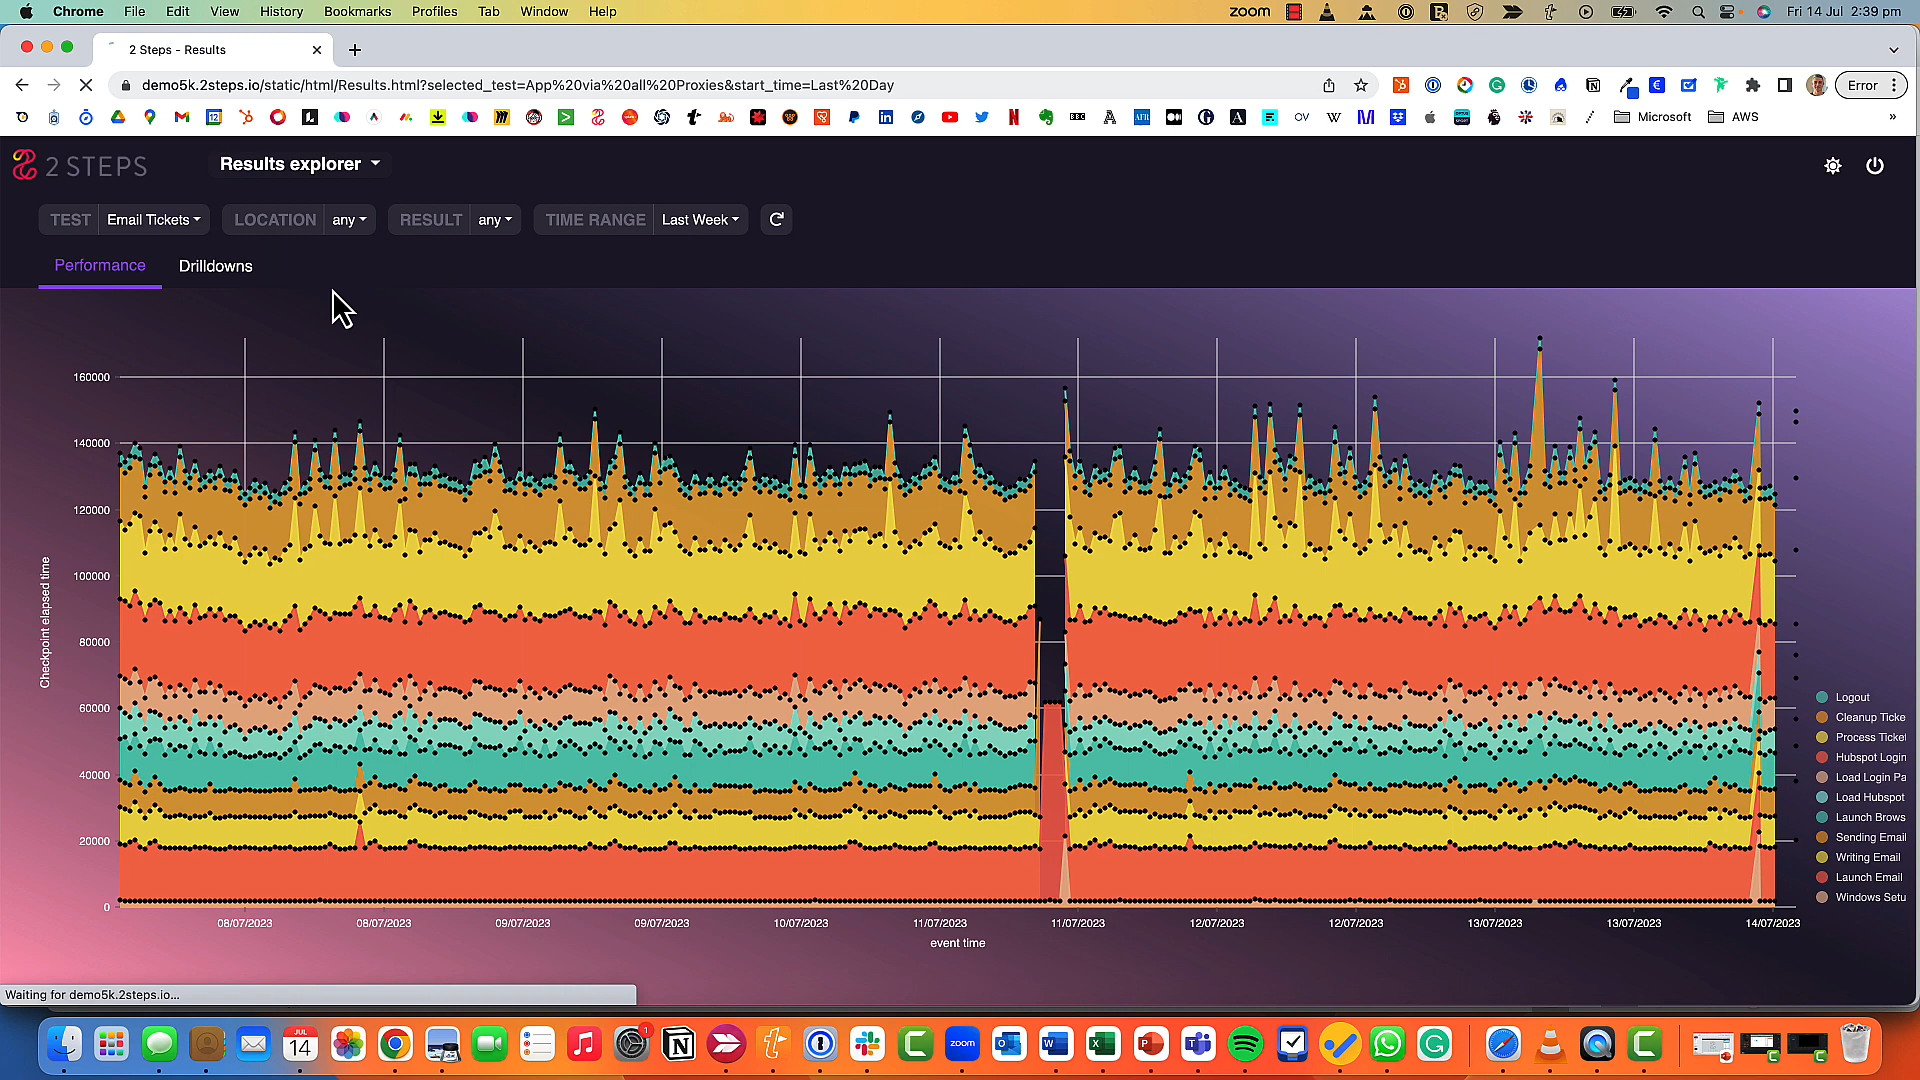 Chrome File Edit View History Bookmarks Profiles Tab Window Help zoom Fri 14 Jul 2:39 pm
2 Steps - Results
demo5k.2steps.io/static/html/Results.html?selected_test=App%20via%20all%20Proxies&start_time=Last%20Day Error
Microsoft AWS »
2 STEPS Results explorer
TEST Email Tickets LOCATION any RESULT any TIME RANGE Last Week
Performance Drilldowns
160000
140000
120000
100000
80000
60000
40000
20000
0
Checkpoint elapsed time
08/07/2023 08/07/2023 09/07/2023 09/07/2023 10/07/2023 11/07/2023 11/07/2023 12/07/2023 12/07/2023 13/07/2023 13/07/2023 14/07/2023
event time
Logout
Cleanup Ticke
Process Ticket
Hubspot Login
Load Login Pa
Load Hubspot
Launch Brows
Sending Email
Writing Email
Launch Email
Windows Setu
Waiting for demo5k.2steps.io...
JUL
14
1
zoom